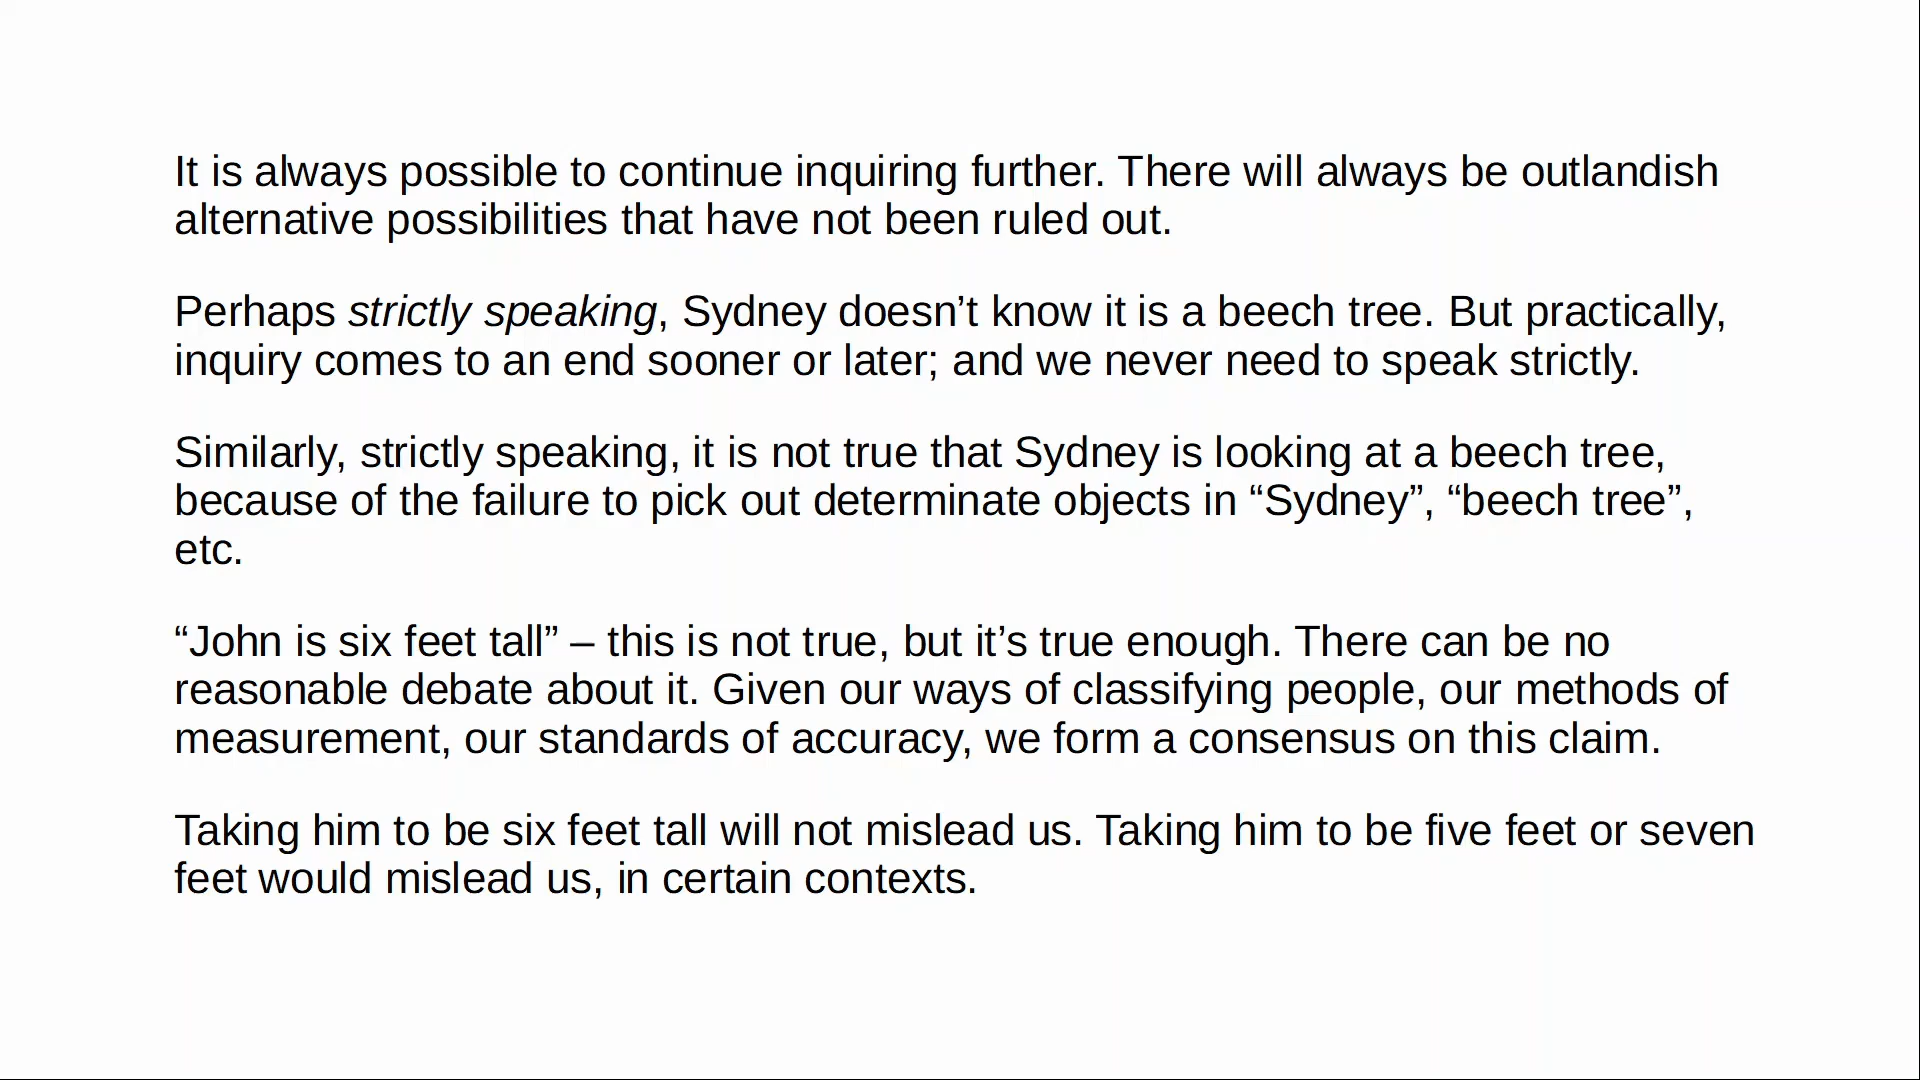 It is always possible to continue inquiring further. There will always be outlandish
alternative possibilities that have not been ruled out.
Perhaps strictly speaking, Sydney doesn’t know it is a beech tree. But practically,
inquiry comes to an end sooner or later; and we never need to speak strictly.
Similarly, strictly speaking, it is not true that Sydney is looking at a beech tree,
because of the failure to pick out determinate objects in “Sydney”, “beech tree”,
etc.
“John is six feet tall” – this is not true, but it’s true enough. There can be no
reasonable debate about it. Given our ways of classifying people, our methods of
measurement, our standards of accuracy, we form a consensus on this claim.
Taking him to be six feet tall will not mislead us. Taking him to be five feet or seven
feet would mislead us, in certain contexts.